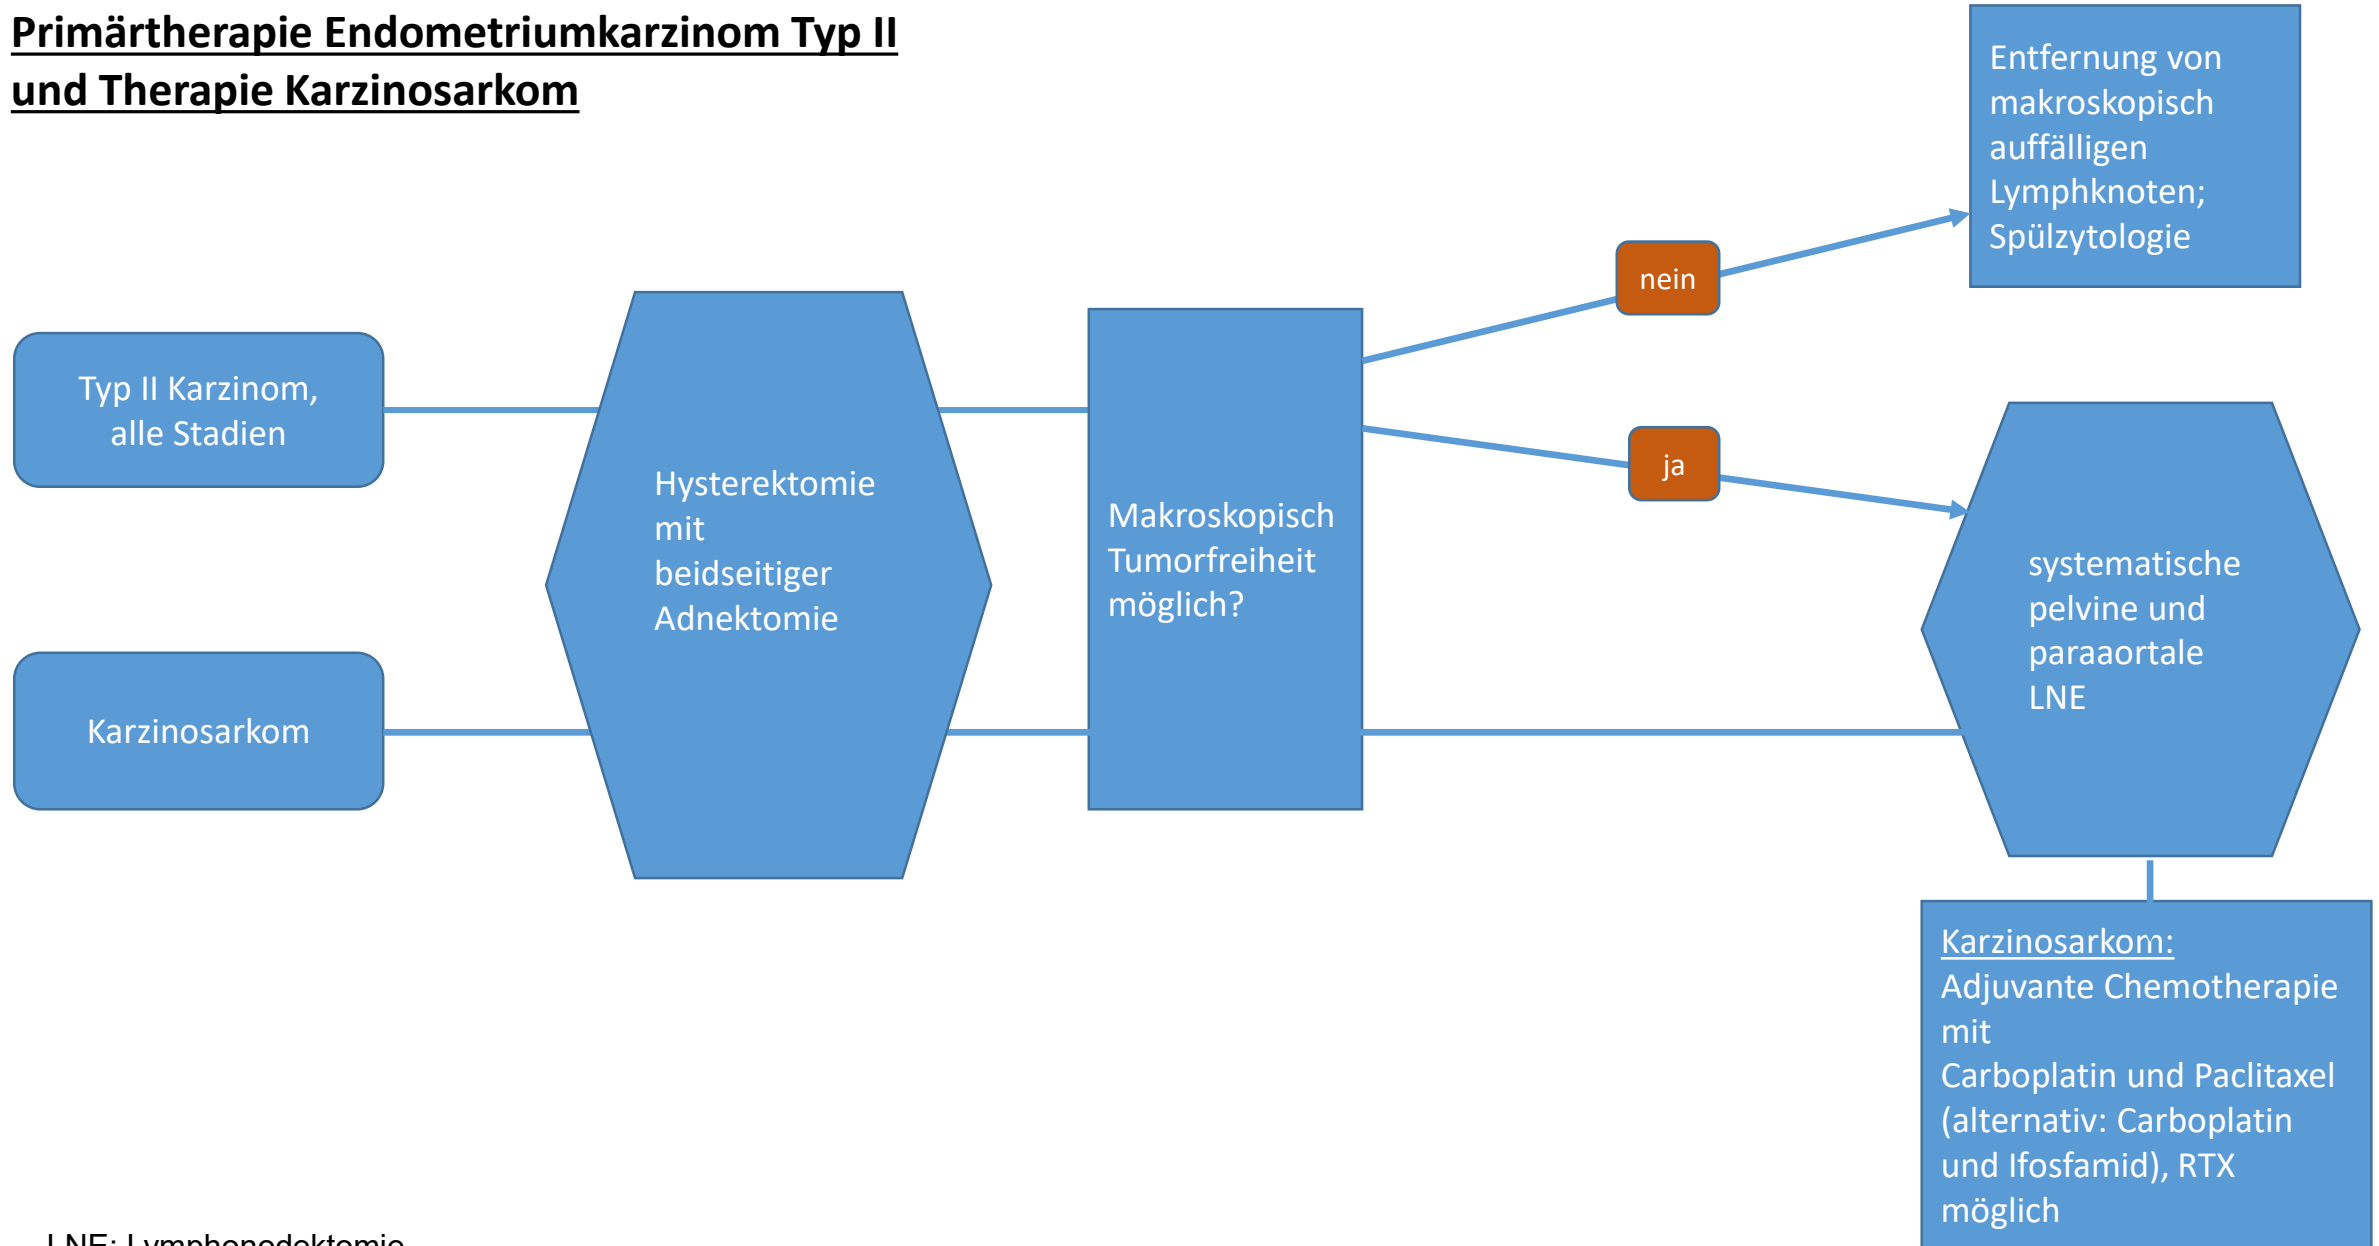 Primärtherapie Endometriumkarzinom Typ II
und Therapie Karzinosarkom
Typ II Karzinom,
alle Stadien
Karzinosarkom
Hysterektomie
mit
beidseitiger
Adnektomie
Makroskopisch
Tumorfreiheit
möglich?
nein
ja
Entfernung von
makroskopisch
auffälligen
Lymphknoten;
Spülzytologie
systematische
pelvine und
paraaortale
LNE
Karzinosarkom:
Adjuvante Chemotherapie
mit
Carboplatin und Paclitaxel
(alternativ: Carboplatin
und Ifosfamid), RTX
möglich
LNE: Lymphonodektomie